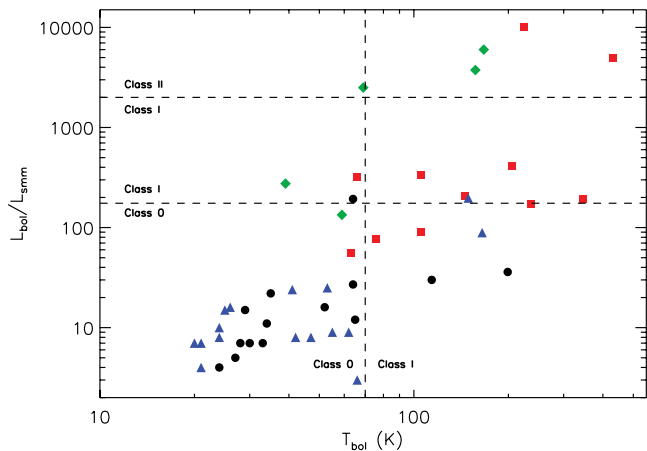 10000
Class II
1000
Class I
L_bol/L_smm
Class I
Class 0
100
10
Class 0 Class I
10 100
T_bol (K)